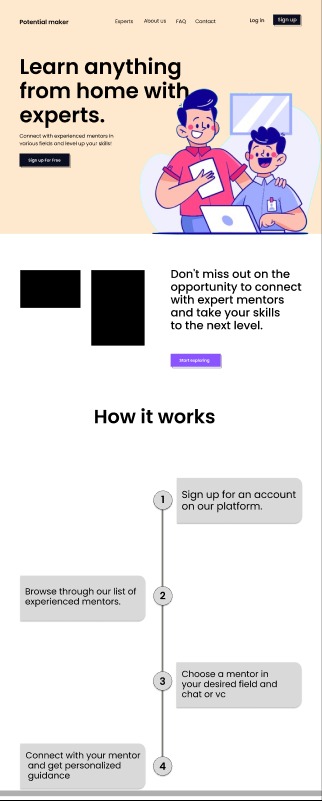 Potential maker
Experts
About us
FAQ
Contact
Log in
Sign up
Learn anything
from home with
experts.
Connect with experienced mentors in
various fields and level up your skills!
Sign up for Free
Don't miss out on the
opportunity to connect
with expert mentors
and take your skills
to the next level.
Start exploring
How it works
1
Sign up for an account
on our platform.
Browse through our list of
experienced mentors.
2
3
Choose a mentor in
your desired field and
chat or vc
Connect with your mentor
and get personalized
guidance
4